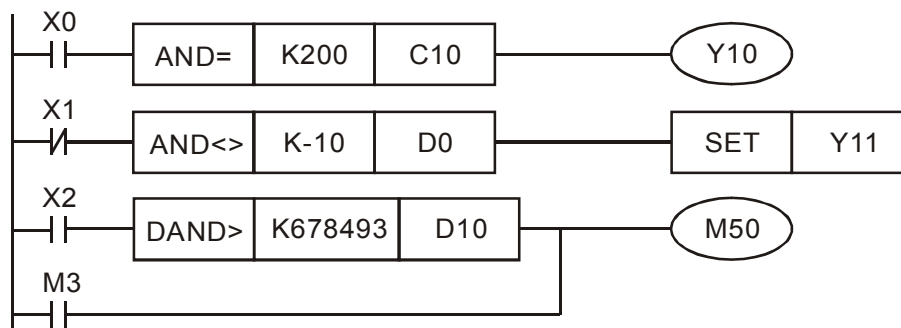 X0
AND= K200 C10 Y10
X1
AND<> K-10 D0 SET Y11
X2
DAND> K678493 D10 M50
M3